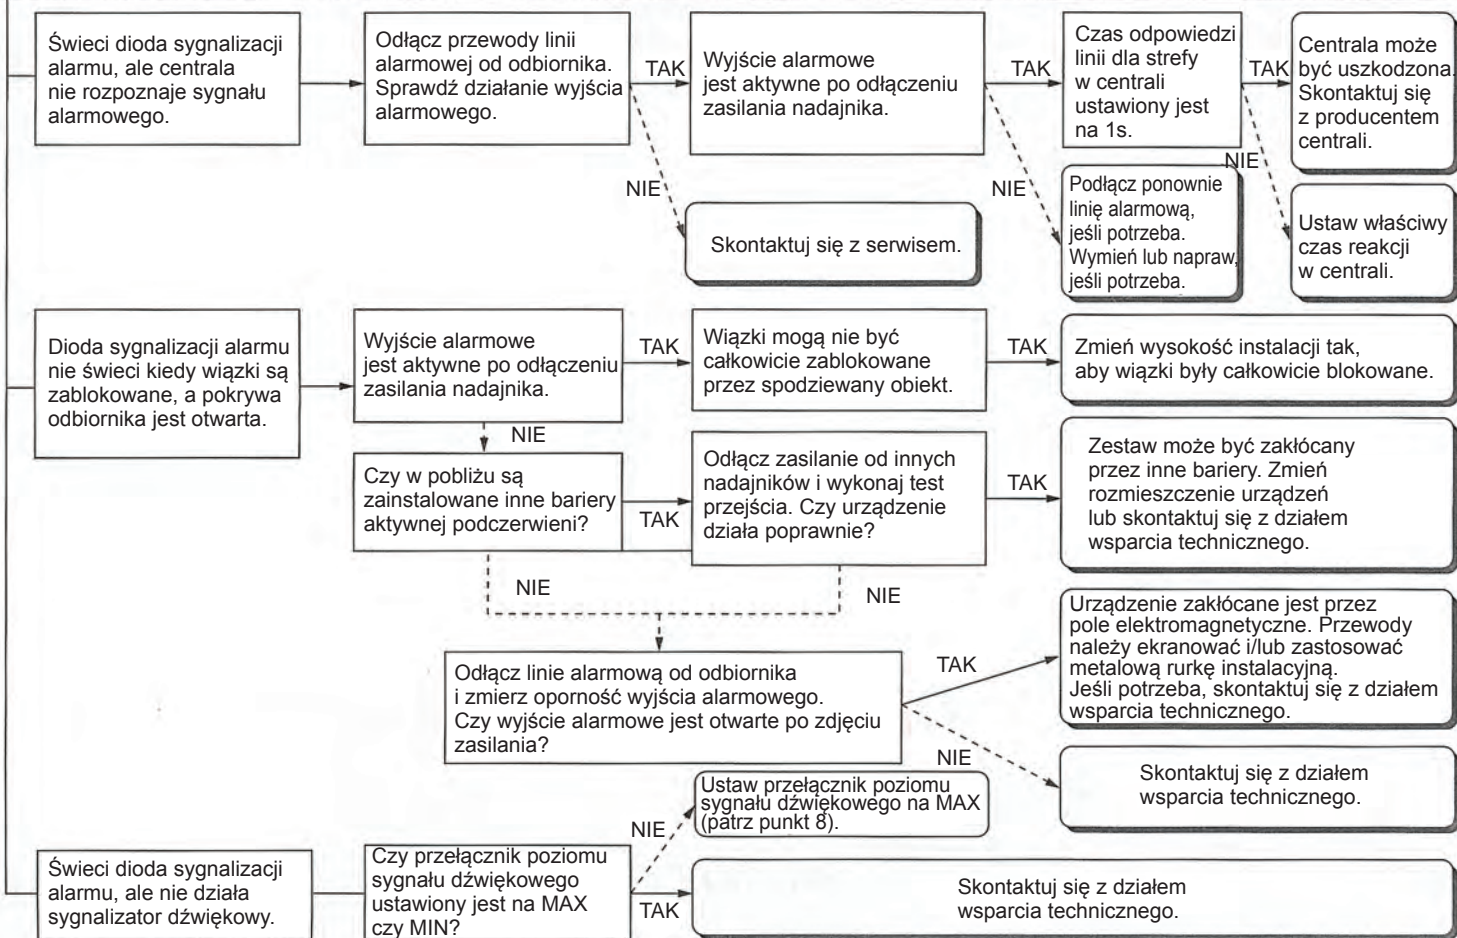 Świeci dioda sygnalizacji
alarmu, ale centrala
nie rozpoznaje sygnału
alarmowego.
Odłącz przewody linii
alarmowej od odbiornika.
Sprawdź działanie wyjścia
alarmowego.
TAK
NIE
Wyjście alarmowe
jest aktywne po odłączeniu
zasilania nadajnika.
TAK
NIE
Czas odpowiedzi
linii dla strefy
w centrali
ustawiony jest
na 1s.
TAK
NIE
Centrala może
być uszkodzona.
Skontaktuj się
z producentem
centrali.
Skontaktuj się z serwisem.
Podłącz ponownie
linię alarmową,
jeśli potrzeba.
Wymień lub napraw,
jeśli potrzeba.
Ustaw właściwy
czas reakcji
w centrali.
Dioda sygnalizacji alarmu
nie świeci kiedy wiązki są
zablokowane, a pokrywa
odbiornika jest otwarta.
Wyjście alarmowe
jest aktywne po odłączeniu
zasilania nadajnika.
TAK
NIE
Wiązki mogą nie być
całkowicie zablokowane
przez spodziewany obiekt.
TAK
Zmień wysokość instalacji tak,
aby wiązki były całkowicie blokowane.
Czy w pobliżu są
zainstalowane inne bariery
aktywnej podczerwieni?
TAK
NIE
Odłącz zasilanie od innych
nadajników i wykonaj test
przejścia. Czy urządzenie
działa poprawnie?
TAK
NIE
Zestaw może być zakłócany
przez inne bariery. Zmień
rozmieszczenie urządzeń
lub skontaktuj się z działem
wsparcia technicznego.
Odłącz linie alarmową od odbiornika
i zmierz oporność wyjścia alarmowego.
Czy wyjście alarmowe jest otwarte po zdjęciu
zasilania?
TAK
NIE
Urządzenie zakłócane jest przez
pole elektromagnetyczne. Przewody
należy ekranować i/lub zastosować
metalową rurkę instalacyjną.
Jeśli potrzeba, skontaktuj się z działem
wsparcia technicznego.
Skontaktuj się z działem
wsparcia technicznego.
Świeci dioda sygnalizacji
alarmu, ale nie działa
sygnalizator dźwiękowy.
Czy przełącznik poziomu
sygnału dźwiękowego
ustawiony jest na MAX
czy MIN?
NIE
TAK
Ustaw przełącznik poziomu
sygnału dźwiękowego na MAX
(patrz punkt 8).
Skontaktuj się z działem
wsparcia technicznego.